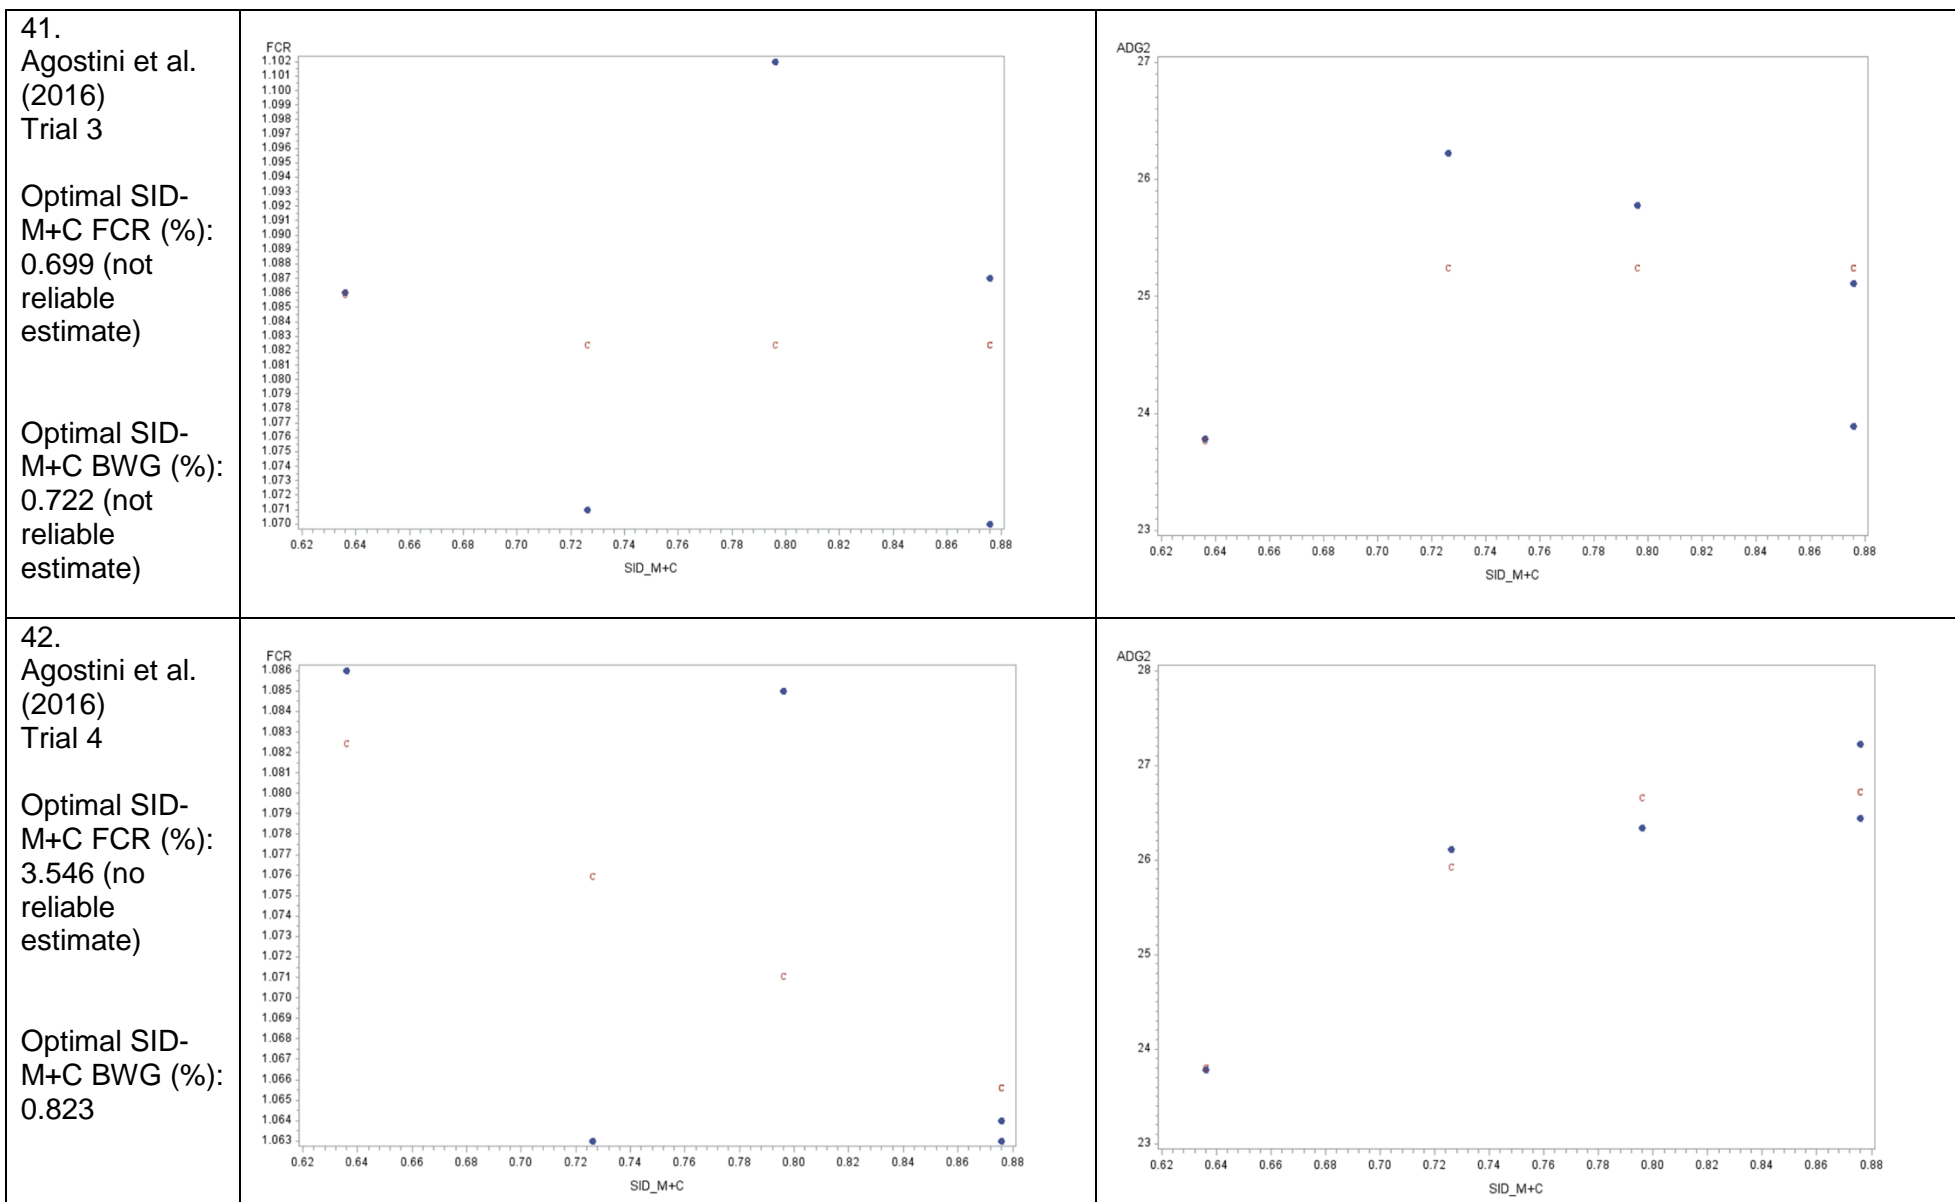 41.
Agostini et al.
(2016)
Trial 3
Optimal SID-
M+C FCR (%):
0.699 (not
reliable
estimate)
Optimal SID-
M+C BWG (%):
0.722 (not
reliable
estimate)
FCR
1.102
1.101
1.100
1.099
1.098
1.097
1.096
1.095
1.094
1.093
1.092
1.091
1.090
1.089
1.088
1.087
1.086
1.085
1.084
1.083
1.082
1.081
1.080
1.079
1.078
1.077
1.076
1.075
1.074
1.073
1.072
1.071
1.070
c
c c c
0.62 0.64 0.66 0.68 0.70 0.72 0.74 0.76 0.78 0.80 0.82 0.84 0.86 0.88
SID_M+C
ADG2
27
26
25
24
23
c c c
c
0.62 0.64 0.66 0.68 0.70 0.72 0.74 0.76 0.78 0.80 0.82 0.84 0.86 0.88
SID_M+C
42.
Agostini et al.
(2016)
Trial 4
Optimal SID-
M+C FCR (%):
3.546 (no
reliable
estimate)
Optimal SID-
M+C BWG (%):
0.823
FCR
1.086
1.085
1.084
1.083
1.082
1.081
1.080
1.079
1.078
1.077
1.076
1.075
1.074
1.073
1.072
1.071
1.070
1.069
1.068
1.067
1.066
1.065
1.064
1.063
c
c
c
c
0.62 0.64 0.66 0.68 0.70 0.72 0.74 0.76 0.78 0.80 0.82 0.84 0.86 0.88
SID_M+C
ADG2
28
27
26
25
24
23
c
c
c
c
0.62 0.64 0.66 0.68 0.70 0.72 0.74 0.76 0.78 0.80 0.82 0.84 0.86 0.88
SID_M+C